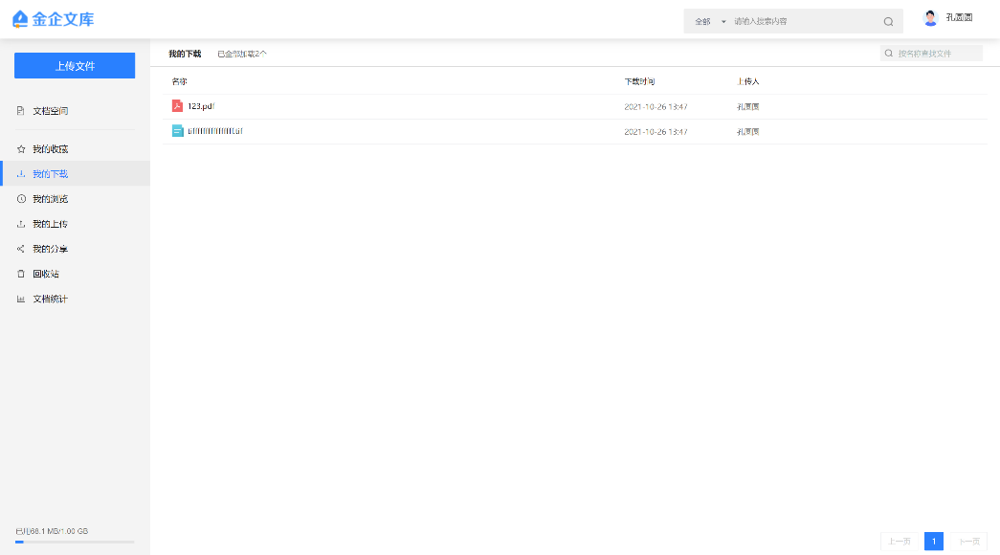 金企文库
全部
请输入搜索内容
孔圆圆
上传文件
文档空间
我的收藏
我的下载
我的浏览
我的上传
我的分享
回收站
文档统计
已用68.1 MB/1.00 GB
我的下载 已全部加载2个
按名称查找文件
名称 下载时间 上传人
123.pdf 2021-10-26 13:47 孔圆圆
2021-10-26 13:47 孔圆圆
上一页 1 下一页